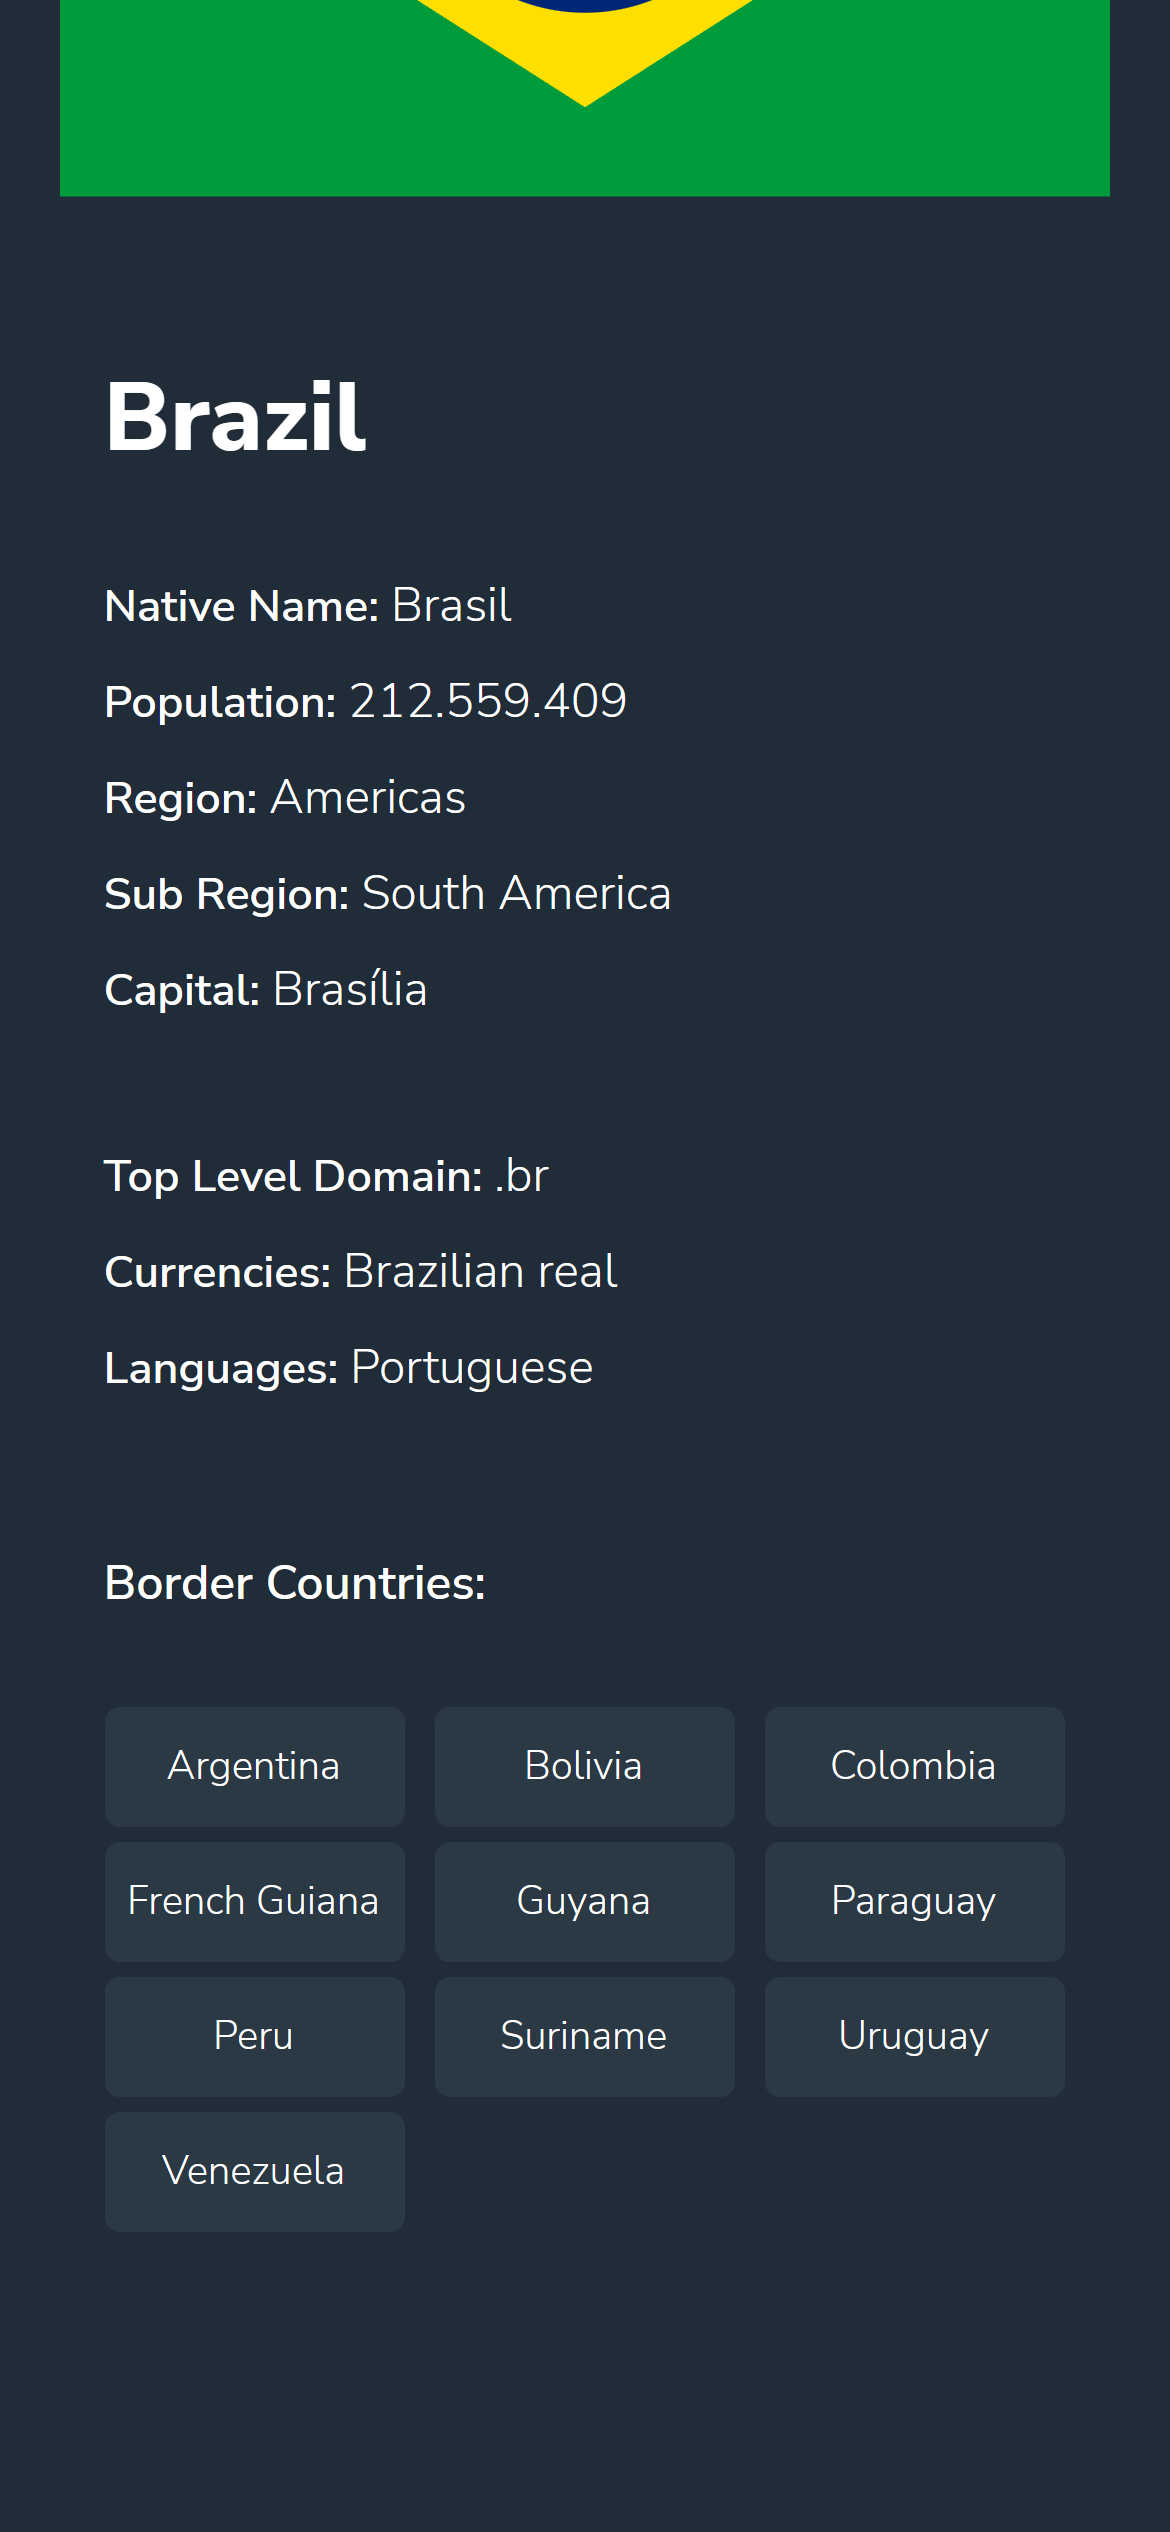 Brazil
Native Name: Brasil
Population: 212.559.409
Region: Americas
Sub Region: South America
Capital: Brasília
Top Level Domain: .br
Currencies: Brazilian real
Languages: Portuguese
Border Countries:
Argentina Bolivia Colombia
French Guiana Guyana Paraguay
Peru Suriname Uruguay
Venezuela